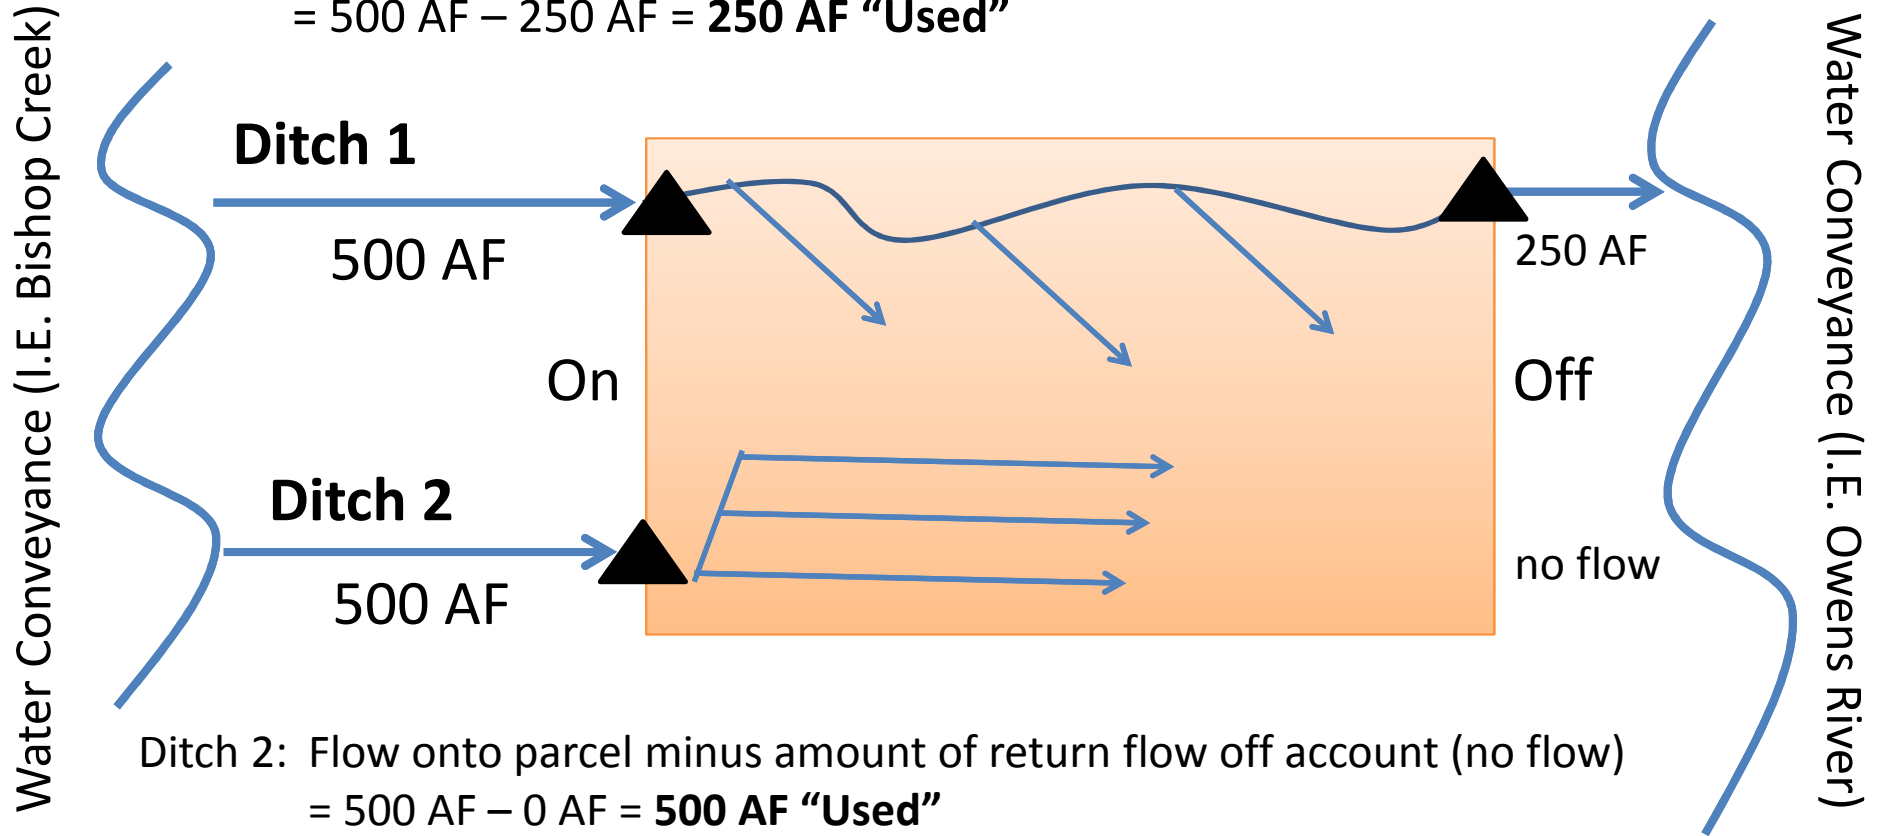 = 500 AF – 250 AF = 250 AF “Used”
Water Conveyance (I.E. Bishop Creek)
Water Conveyance (I.E. Owens River)
Ditch 1
500 AF
250 AF
On
Off
Ditch 2
500 AF
no flow
Ditch 2: Flow onto parcel minus amount of return flow off account (no flow)
= 500 AF – 0 AF = 500 AF “Used”